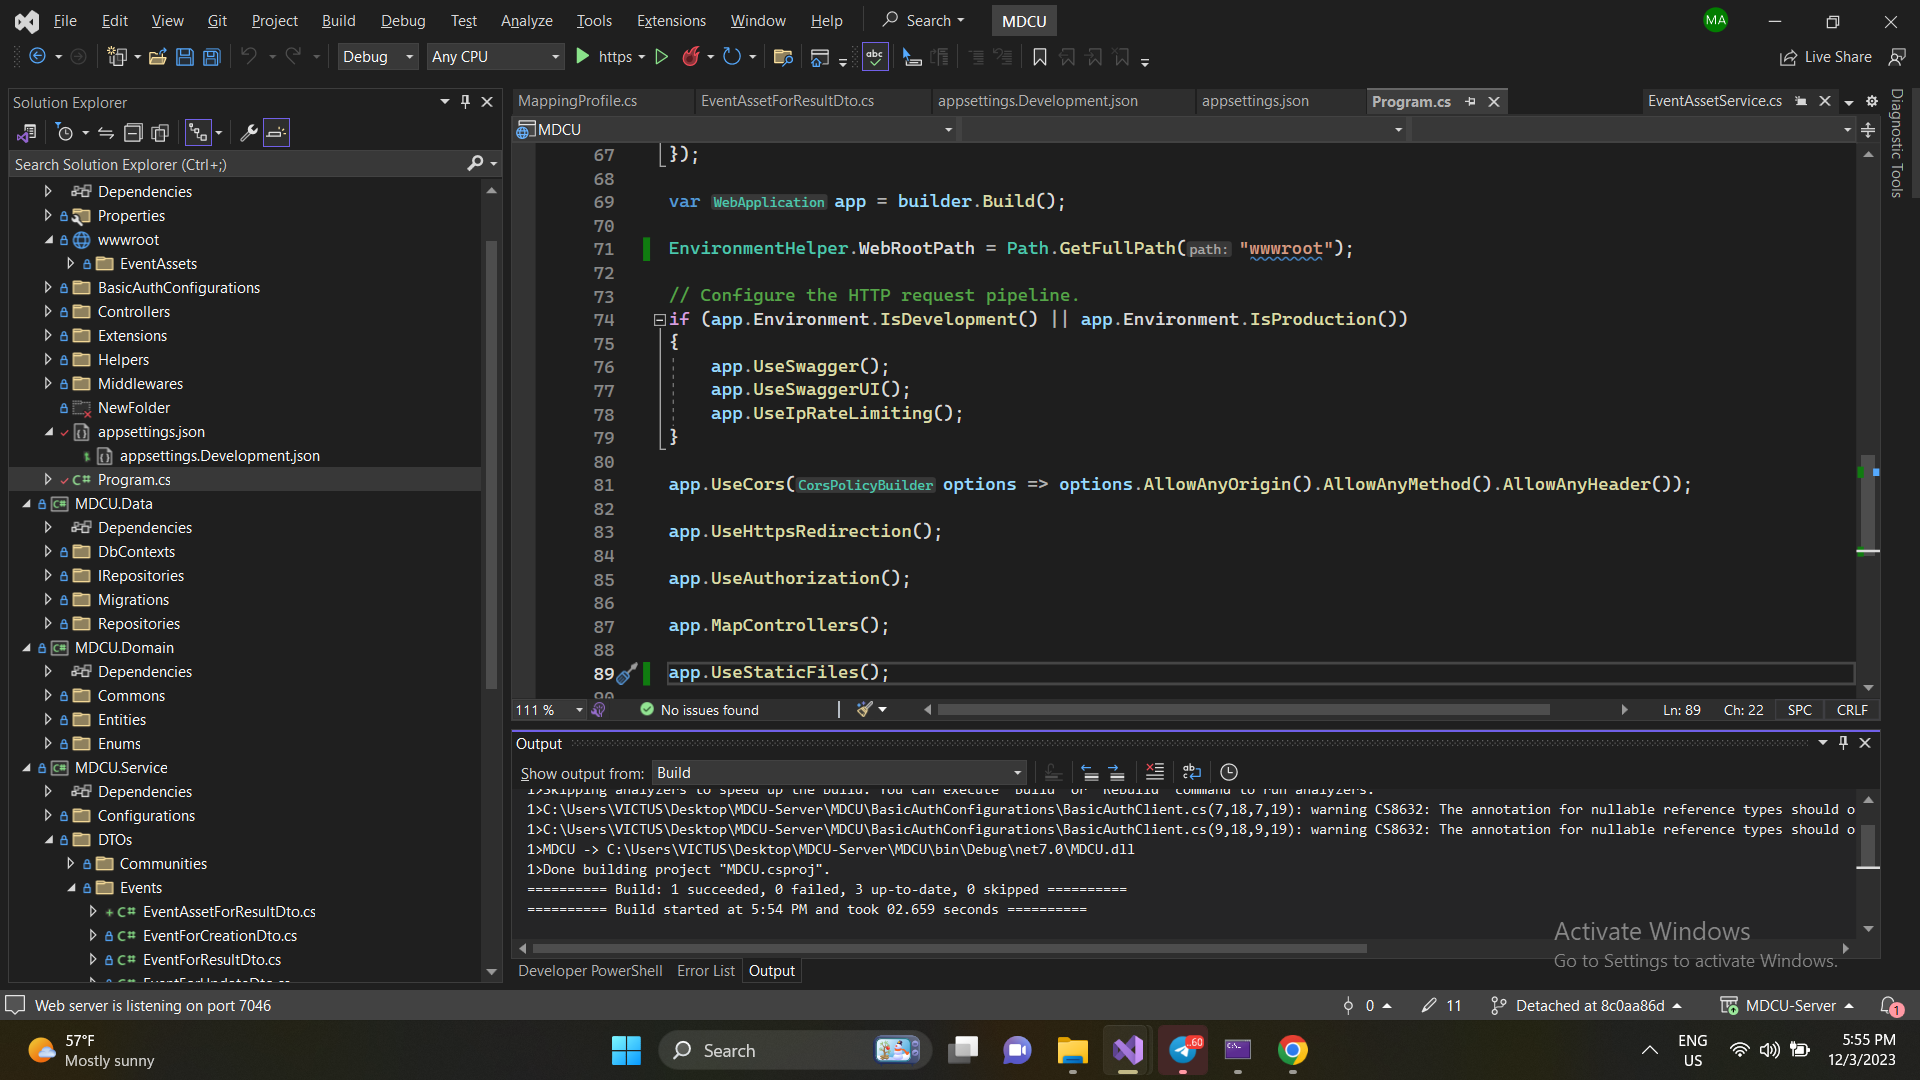 File Edit View Git Project Build Debug Test Analyze Tools Extensions Window Help Search MDCU MA
Debug Any CPU https Live Share
Solution Explorer
Search Solution Explorer (Ctrl+;)
Dependencies
Properties
wwwroot
EventAssets
BasicAuthConfigurations
Controllers
Extensions
Helpers
Middlewares
NewFolder
appsettings.json
appsettings.Development.json
Program.cs
MDCU.Data
Dependencies
DbContexts
IRepositories
Migrations
Repositories
MDCU.Domain
Dependencies
Commons
Entities
Enums
MDCU.Service
Dependencies
Configurations
DTOs
Communities
Events
EventAssetForResultDto.cs
EventForCreationDto.cs
EventForResultDto.cs
EventForUpdateDto.cs
MappingProfile.cs EventAssetForResultDto.cs appsettings.Development.json appsettings.json Program.cs EventAssetService.cs
Diagnostic Tools
MDCU
67 });
68
69 var WebApplication app = builder.Build();
70
71 EnvironmentHelper.WebRootPath = Path.GetFullPath(path: "wwwroot");
72
73 // Configure the HTTP request pipeline.
74 if (app.Environment.IsDevelopment() || app.Environment.IsProduction())
75 {
76 app.UseSwagger();
77 app.UseSwaggerUI();
78 app.UseIpRateLimiting();
79 }
80
81 app.UseCors(CorsPolicyBuilder options => options.AllowAnyOrigin().AllowAnyMethod().AllowAnyHeader());
82
83 app.UseHttpsRedirection();
84
85 app.UseAuthorization();
86
87 app.MapControllers();
88
89 app.UseStaticFiles();
90
111 % No issues found Ln: 89 Ch: 22 SPC CRLF
Output
Show output from: Build
1>Skipping analyzers to speed up the build. You can execute 'Build' or 'Rebuild' command to run analyzers.
1>C:\Users\VICTUS\Desktop\MDCU-Server\MDCU\BasicAuthConfigurations\BasicAuthClient.cs(7,18,7,19): warning CS8632: The annotation for nullable reference types should o
1>C:\Users\VICTUS\Desktop\MDCU-Server\MDCU\BasicAuthConfigurations\BasicAuthClient.cs(9,18,9,19): warning CS8632: The annotation for nullable reference types should o
1>MDCU -> C:\Users\VICTUS\Desktop\MDCU-Server\MDCU\bin\Debug\net7.0\MDCU.dll
1>Done building project "MDCU.csproj".
========== Build: 1 succeeded, 0 failed, 3 up-to-date, 0 skipped ==========
========== Build started at 5:54 PM and took 02.659 seconds ==========
Activate Windows
Go to Settings to activate Windows.
Developer PowerShell Error List Output
Web server is listening on port 7046 0 11 Detached at 8c0aa86d MDCU-Server 1
57°F
Mostly sunny
Search
60
ENG
US
5:55 PM
12/3/2023